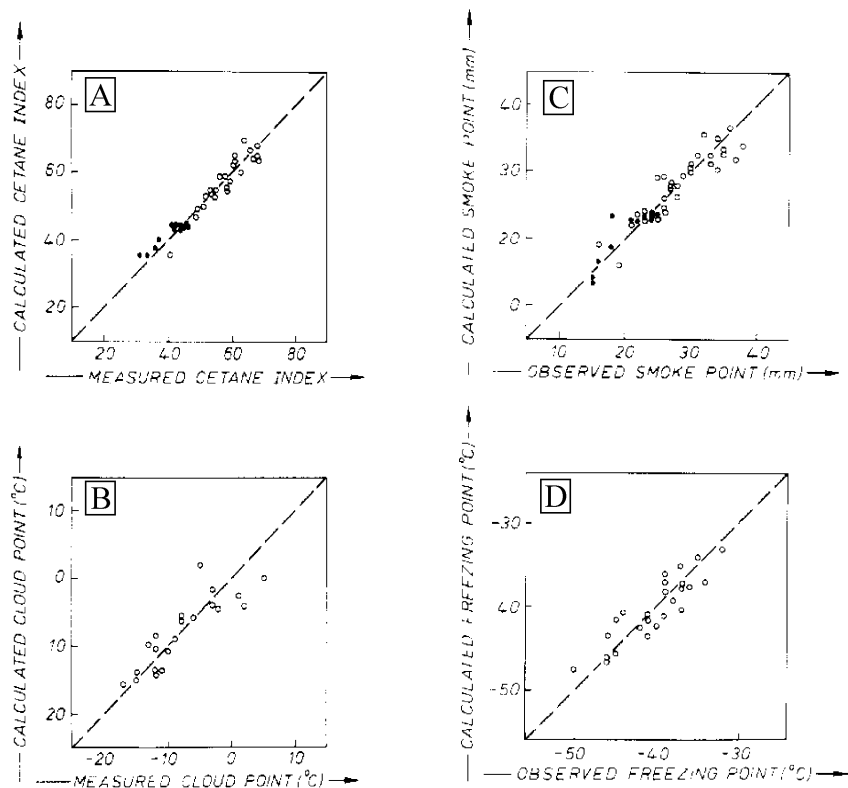 A
CALCULATED CETANE INDEX
80
60
40
20
20 40 60 80
MEASURED CETANE INDEX
C
CALCULATED SMOKE POINT (mm)
40
30
20
0
10 20 30 40
OBSERVED SMOKE POINT (mm)
B
CALCULATED CLOUD POINT (°C)
10
0
10
20
-20 -10 0 10
MEASURED CLOUD POINT (°C)
D
CALCULATED FREEZING POINT (°C)
-30
40
-50
-50 -40 -30
OBSERVED FREEZING POINT (°C)